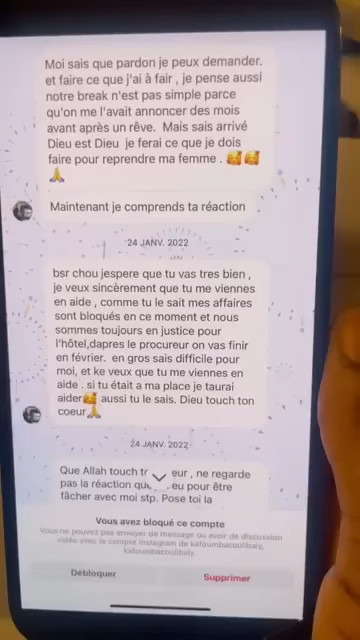 Moi sais que pardon je peux demander.
et faire ce que j'ai à fair , je pense aussi
notre break n'est pas simple parce
qu'on me l'avait annoncer des mois
avant après un rêve. Mais sais arrivé
Dieu est Dieu je ferai ce que je dois
faire pour reprendre ma femme . 🥰🥰
🙏
Maintenant je comprends ta réaction
24 JANV. 2022
bsr chou jespere que tu vas tres bien ,
je veux sincèrement que tu me viennes
en aide , comme tu le sait mes affaires
sont bloqués en ce moment et nous
sommes toujours en justice pour
l'hôtel,dapres le procureur on vas finir
en février. en gros sais difficile pour
moi, et ke veux que tu me viennes en
aide . si tu était a ma place je taurai
aider🥰 aussi tu le sais. Dieu touch ton
coeur🙏
24 JANV. 2022
Que Allah touch eur , ne regarde
pas la réaction eu pour être
fâcher avec moi stp. Pose toi la
Vous avez bloqué ce compte
Vous ne pouvez pas envoyer de message ou avoir de discussion
vidéo avec le compte Instagram de kafoumbacoulibaly,
kafoumbacoulibaly.
Débloquer
Supprimer